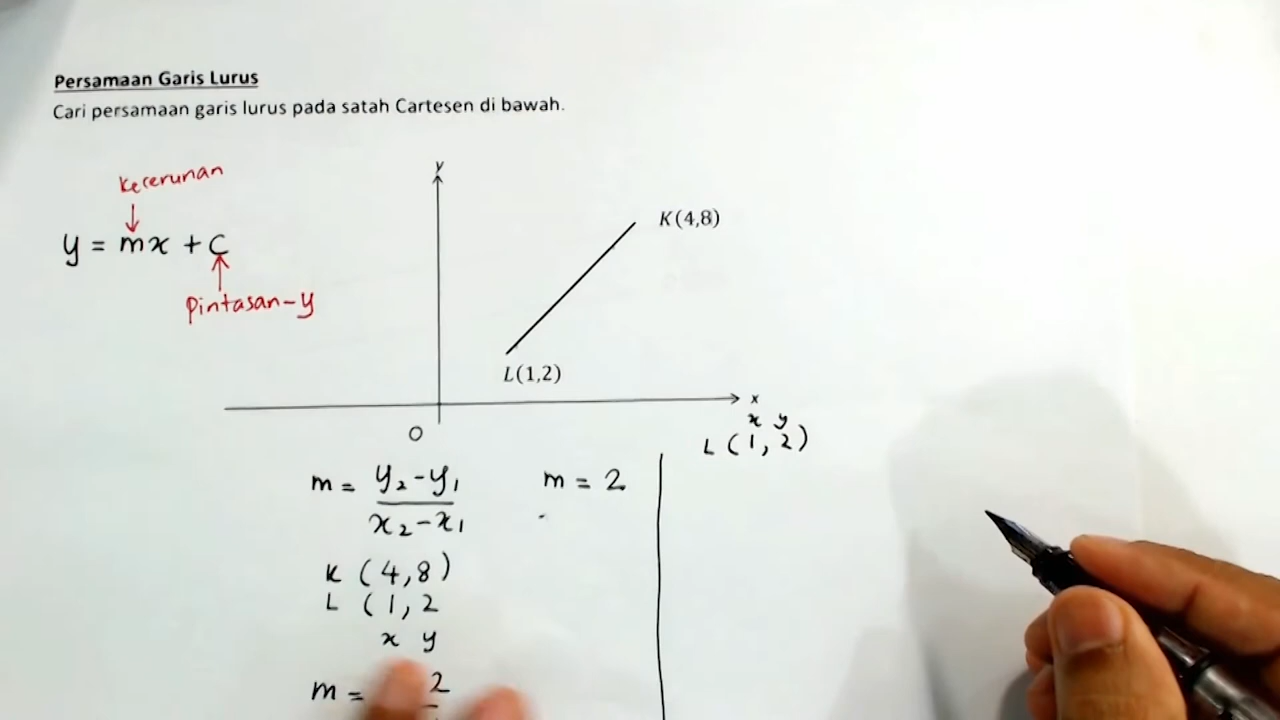 Persamaan Garis Lurus
Cari persamaan garis lurus pada satah Cartesen di bawah.
kecerunan
y = mx + c
pintasan-y
y
K(4,8)
L(1,2)
x
O
x y
L (1, 2)
m = y₂ - y₁
x₂ - x₁
m = 2
K (4, 8)
L (1, 2
x y
m = 2